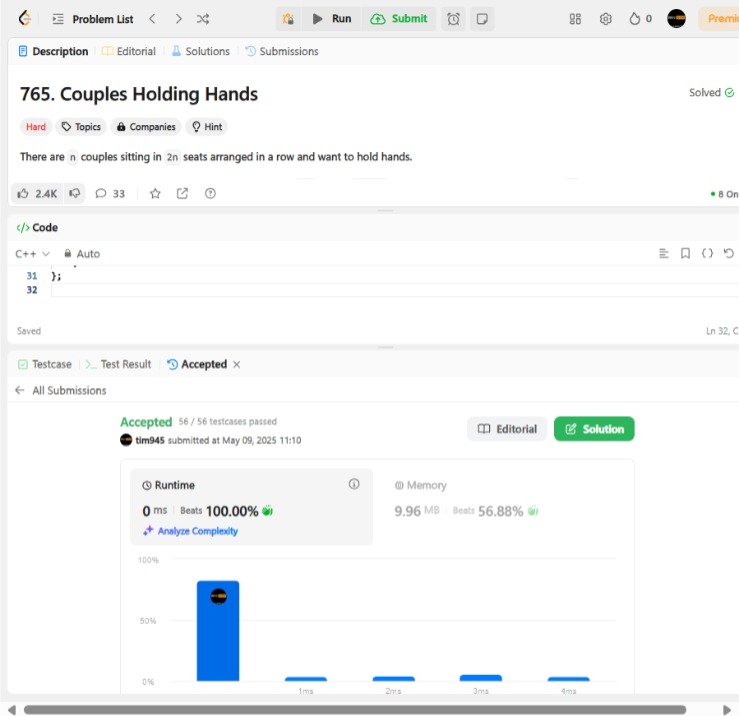 Problem List Run Submit 0 Premi
Description Editorial Solutions Submissions
765. Couples Holding Hands Solved
Hard Topics Companies Hint
There are n couples sitting in 2n seats arranged in a row and want to hold hands.
2.4K 33 8 On
</> Code
C++ Auto
31 };
32
Saved Ln 32, C
Testcase >_ Test Result Accepted
All Submissions
Accepted 56 / 56 testcases passed
tim945 submitted at May 09, 2025 11:10
Editorial Solution
Runtime Memory
0 ms Beats 100.00% 9.96 MB Beats 56.88%
Analyze Complexity
100%
50%
0%
1ms 2ms 3ms 4ms